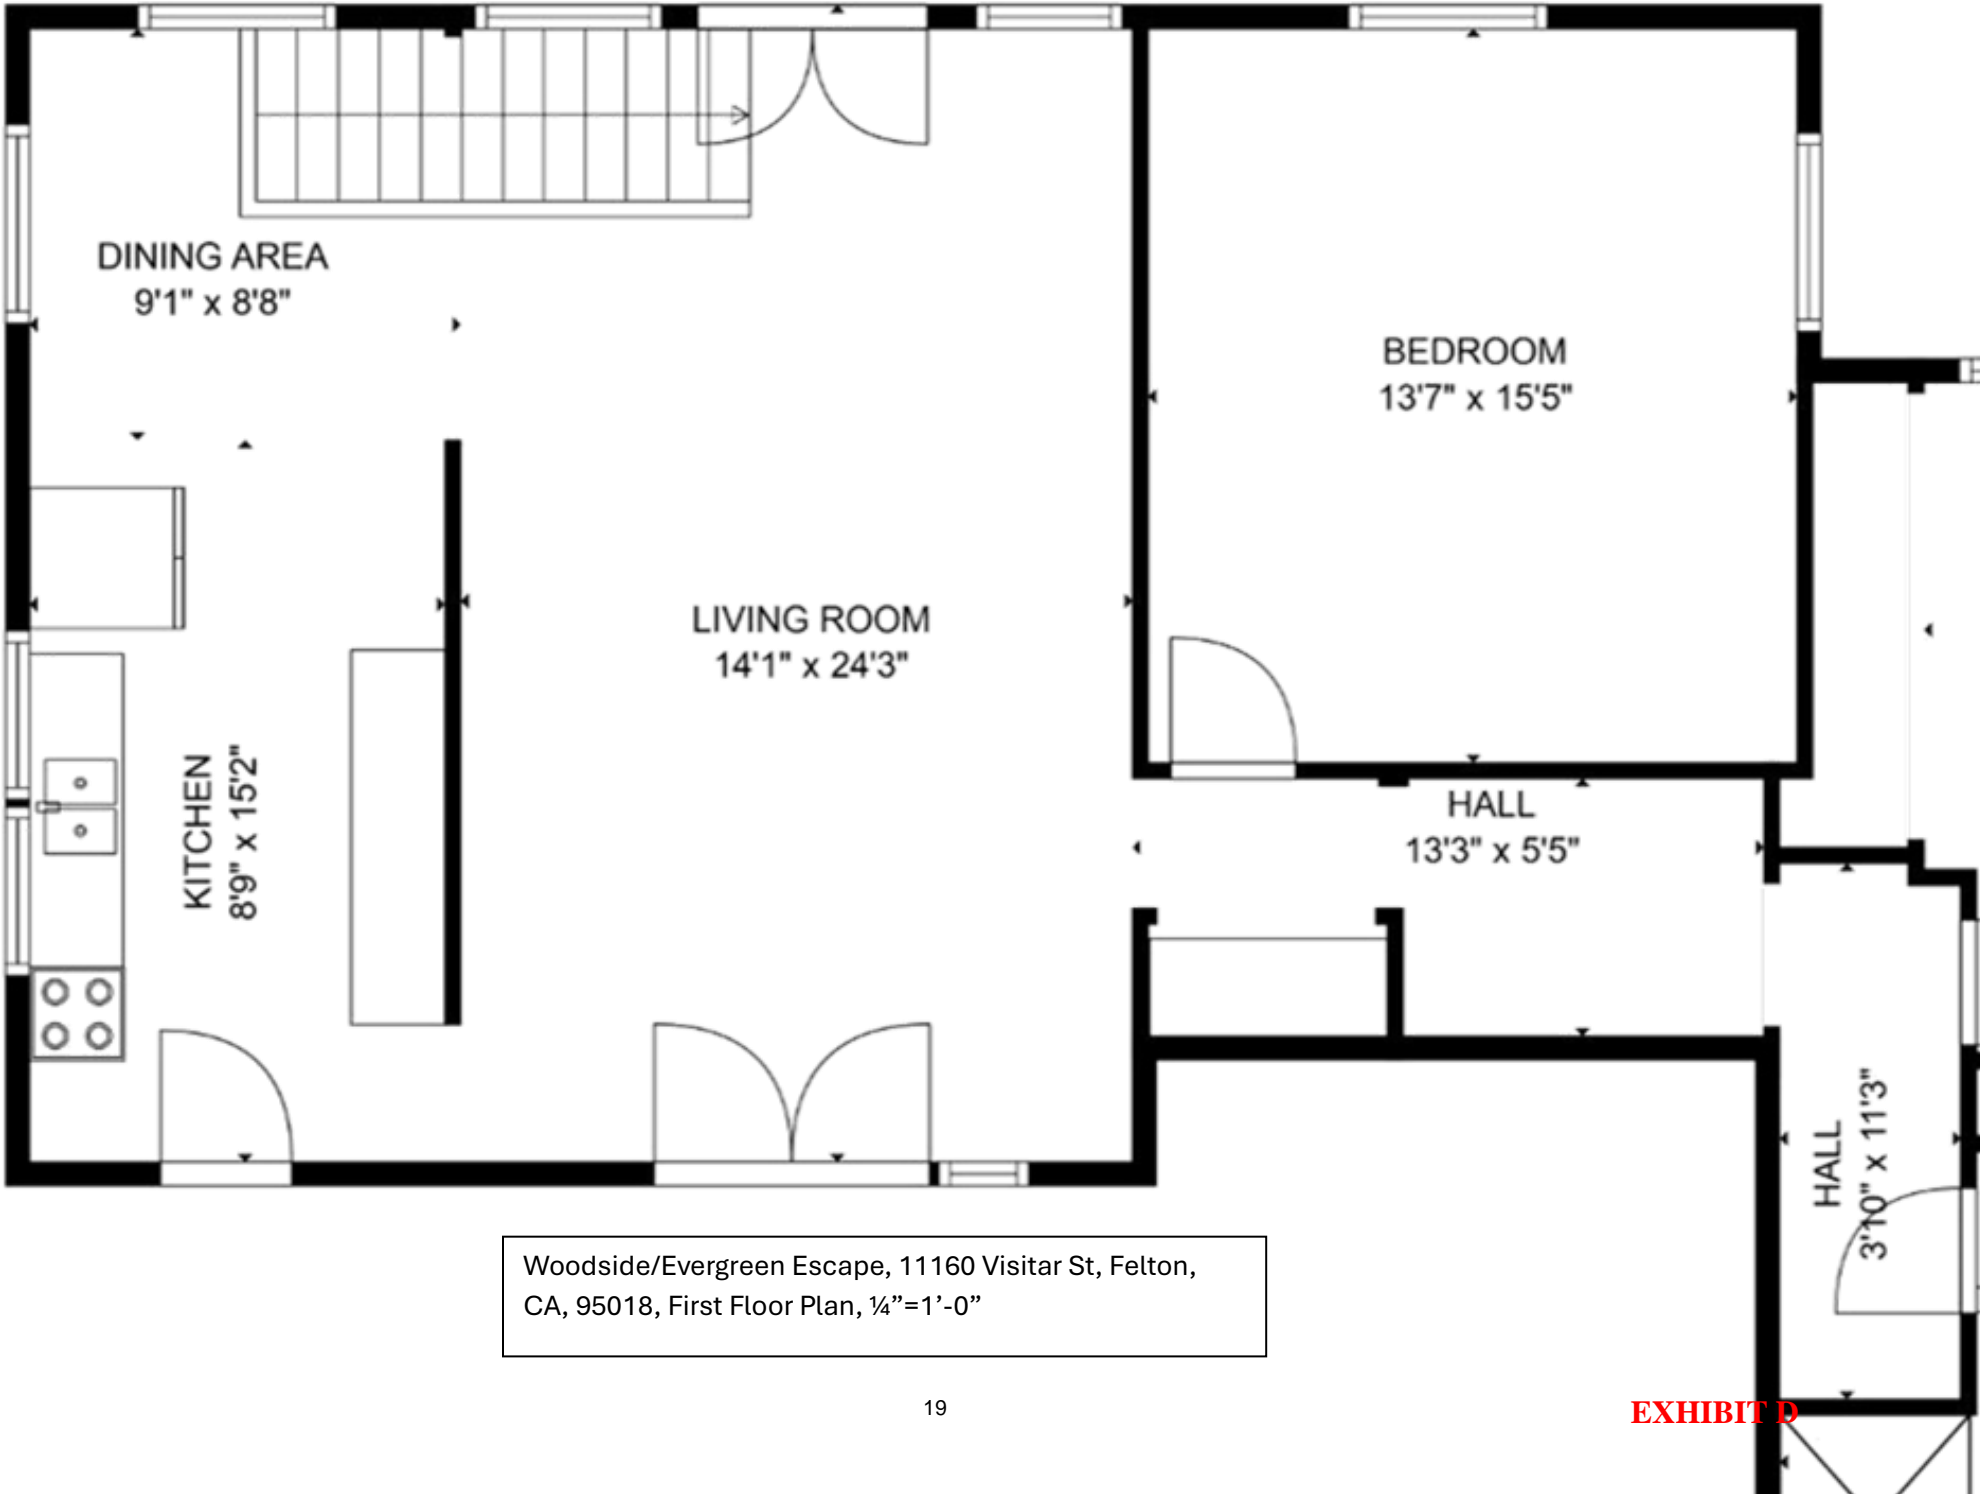 DINING AREA
9'1" x 8'8"
BEDROOM
13'7" x 15'5"
LIVING ROOM
14'1" x 24'3"
KITCHEN
8'9" x 15'2"
HALL
13'3" x 5'5"
HALL
3'10" x 11'3"
Woodside/Evergreen Escape, 11160 Visitar St, Felton,
CA, 95018, First Floor Plan, ¼”=1’-0”
19
EXHIBIT D